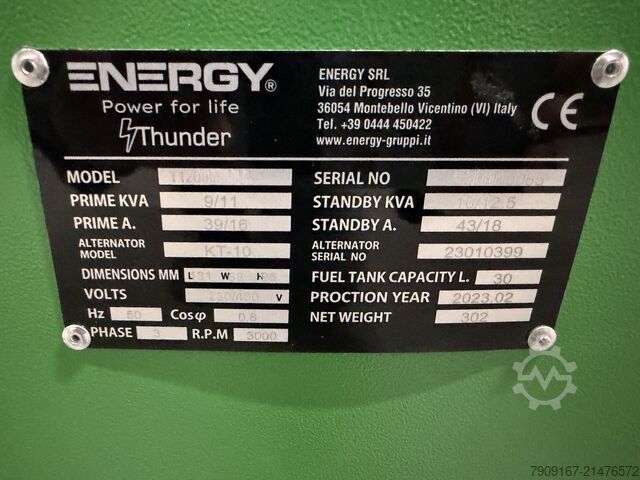 ENERGY®
Power for life
Thunder
ENERGY SRL
Via del Progresso 35
36054 Montebello Vicentino (VI) Italy
Tel. +39 0444 450422
www.energy-gruppi.it
CE
MODEL
SERIAL NO
PRIME KVA 9/11
STANDBY KVA 10/12.5
PRIME A. 39/16
STANDBY A. 43/18
ALTERNATOR MODEL KT-10
ALTERNATOR SERIAL NO 23010399
DIMENSIONS MM L W H
FUEL TANK CAPACITY L. 30
VOLTS 230/400 V
PROCTION YEAR 2023.02
Hz 50 Cosφ 0.8
NET WEIGHT 302
PHASE 3 R.P.M 3000
7909167-21476572